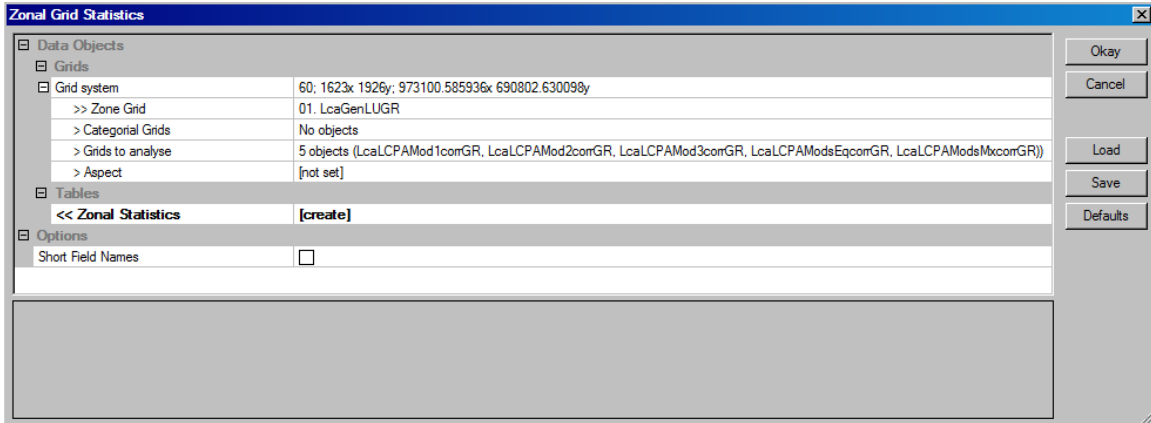 Zonal Grid Statistics
Data Objects
Okay
Grids
Grid system 60; 1623x 1926y; 973100.585936x 690802.630098y
Cancel
>> Zone Grid 01. LcaGenLUGR
> Categorial Grids No objects
> Grids to analyse 5 objects (LcaLCPAMod1corrGR, LcaLCPAMod2corrGR, LcaLCPAMod3corrGR, LcaLCPAModsEqcorrGR, LcaLCPAModsMxcorrGR))
Load
> Aspect [not set]
Save
Tables
<< Zonal Statistics [create]
Defaults
Options
Short Field Names